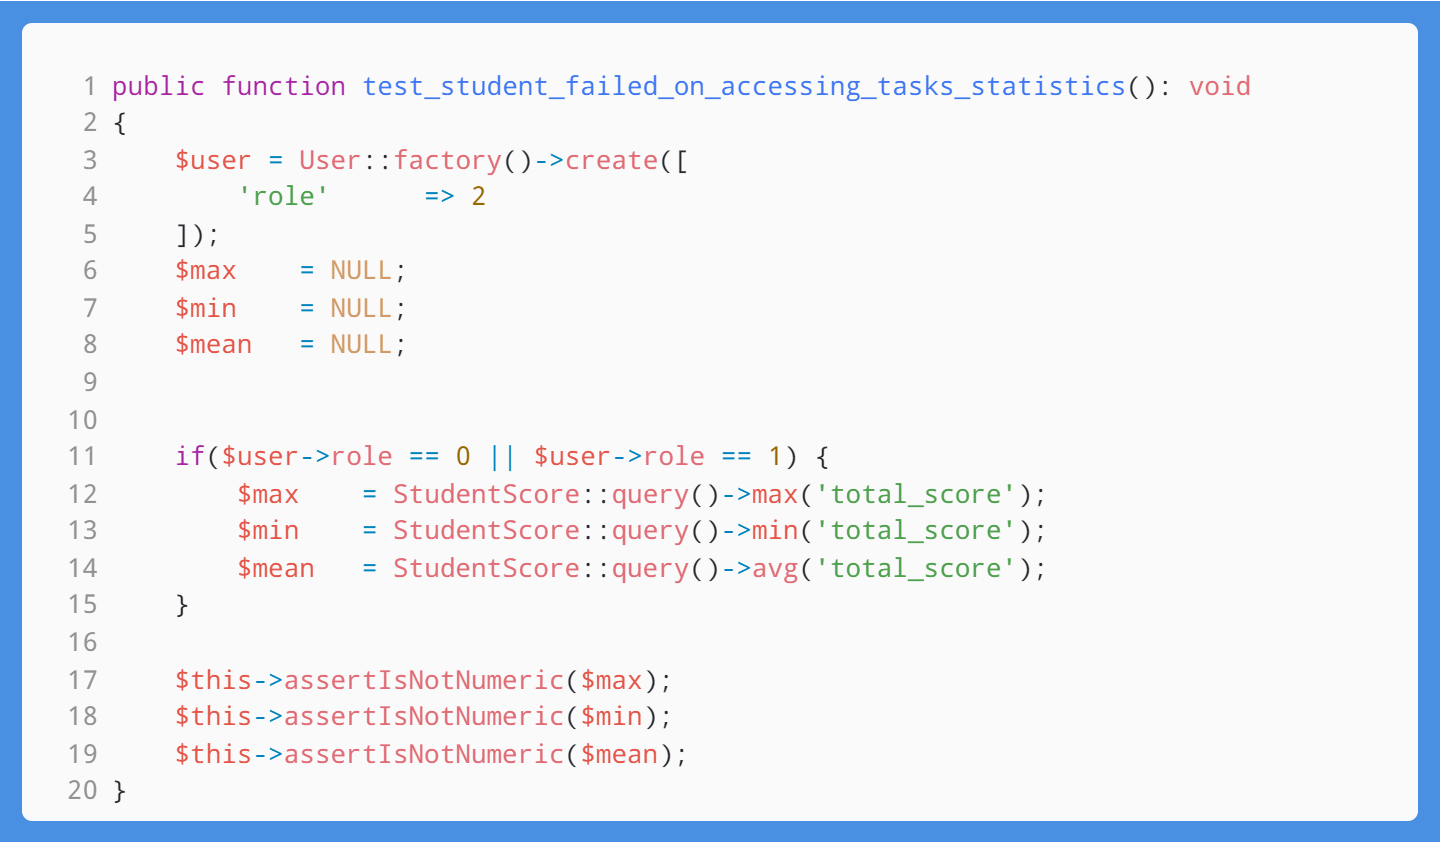 1 public function test_student_failed_on_accessing_tasks_statistics(): void
2 {
3     $user = User::factory()->create([
4         'role'      => 2
5     ]);
6     $max    = NULL;
7     $min    = NULL;
8     $mean   = NULL;
9
10
11     if($user->role == 0 || $user->role == 1) {
12         $max    = StudentScore::query()->max('total_score');
13         $min    = StudentScore::query()->min('total_score');
14         $mean   = StudentScore::query()->avg('total_score');
15     }
16
17     $this->assertIsNotNumeric($max);
18     $this->assertIsNotNumeric($min);
19     $this->assertIsNotNumeric($mean);
20 }